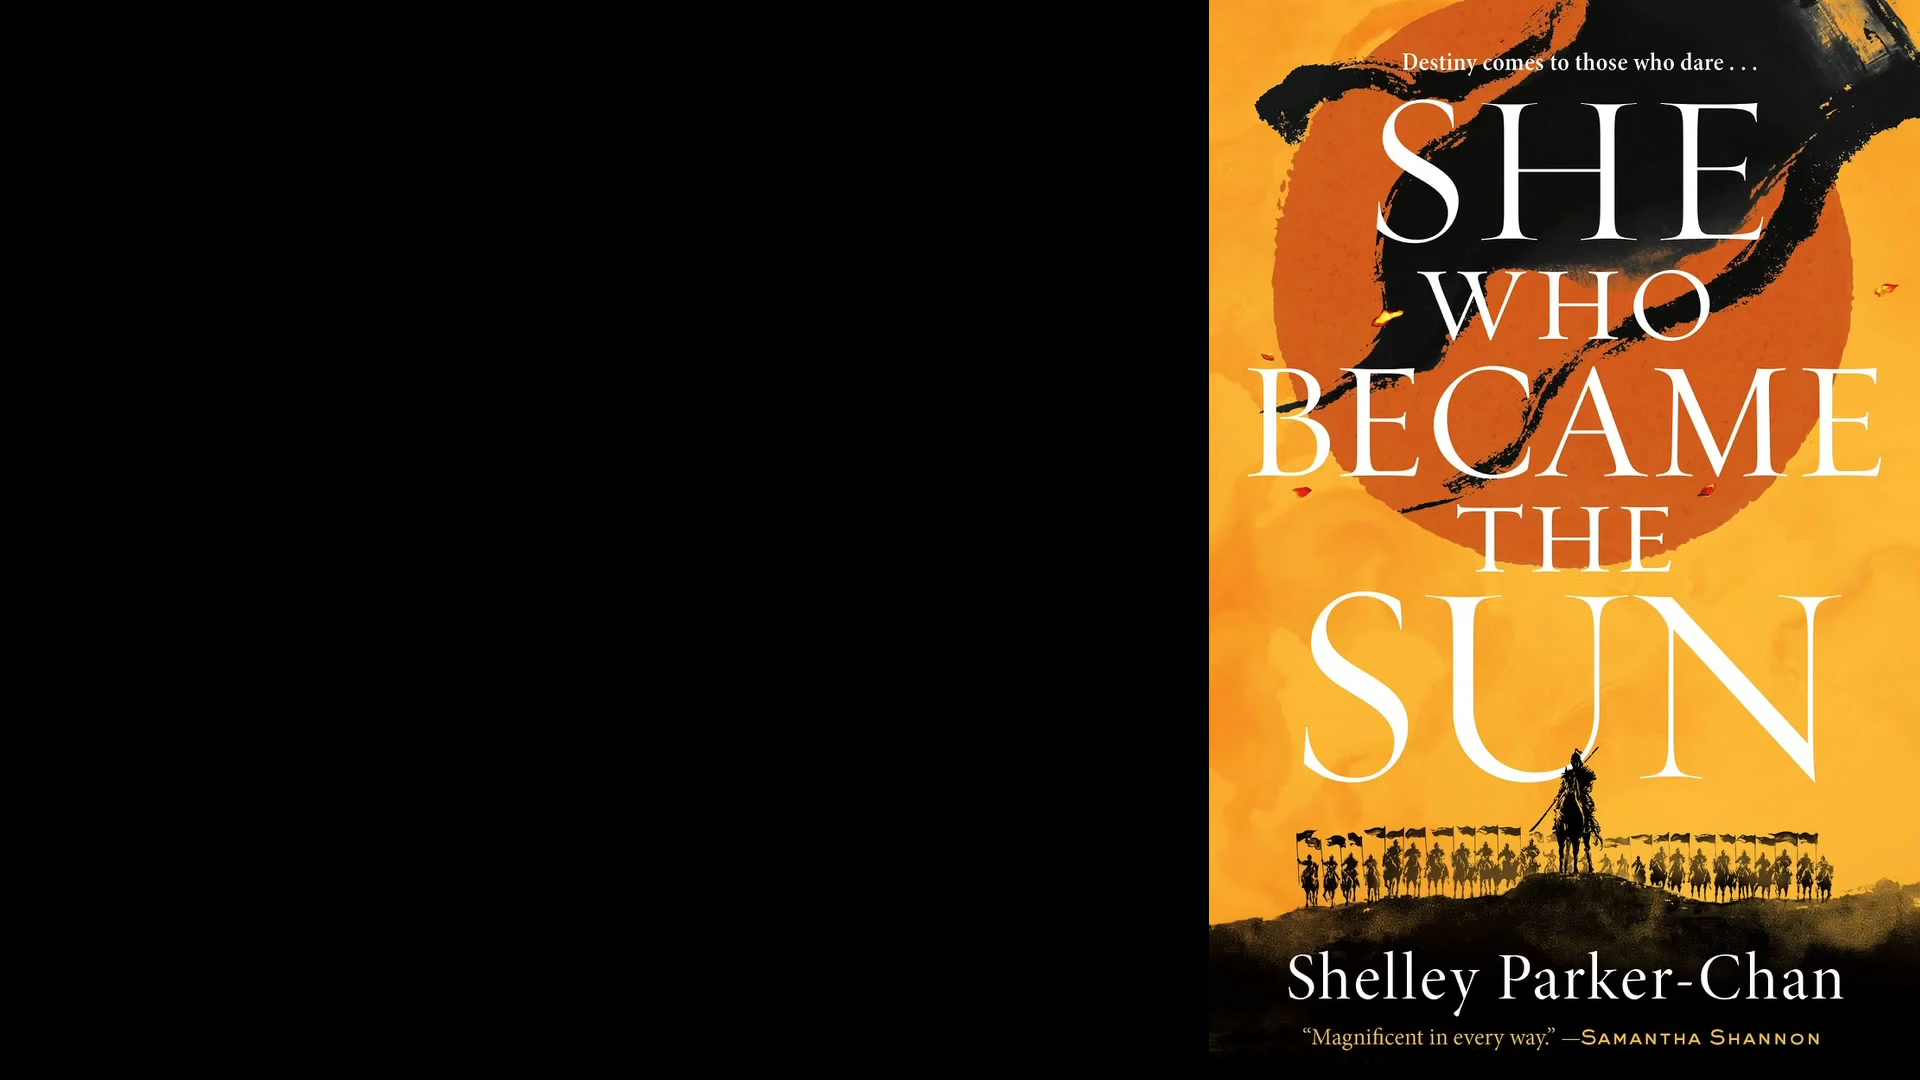 Destiny comes to those who dare . . .
SHE
WHO
BECAME
THE
SUN
Shelley Parker-Chan
“Magnificent in every way.” —SAMANTHA SHANNON